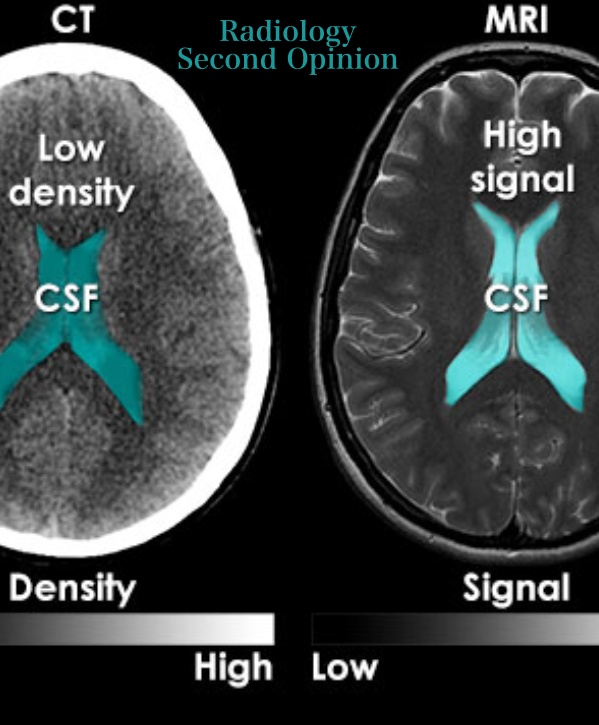 CT
Radiology
Second Opinion
MRI
Low
density
High
signal
CSF
CSF
Density
Signal
High
Low